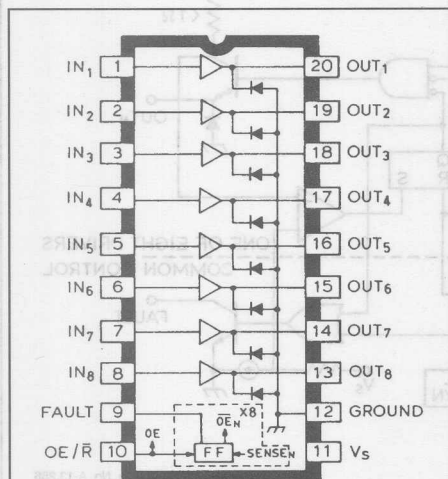 IN1 1 20 OUT1
IN2 2 19 OUT2
IN3 3 18 OUT3
IN4 4 17 OUT4
IN5 5 16 OUT5
IN6 6 15 OUT6
IN7 7 14 OUT7
IN8 8 13 OUT8
FAULT 9 X8 12 GROUND
OE OEN
OE/R̅ 10 FF SENSEN 11 VS